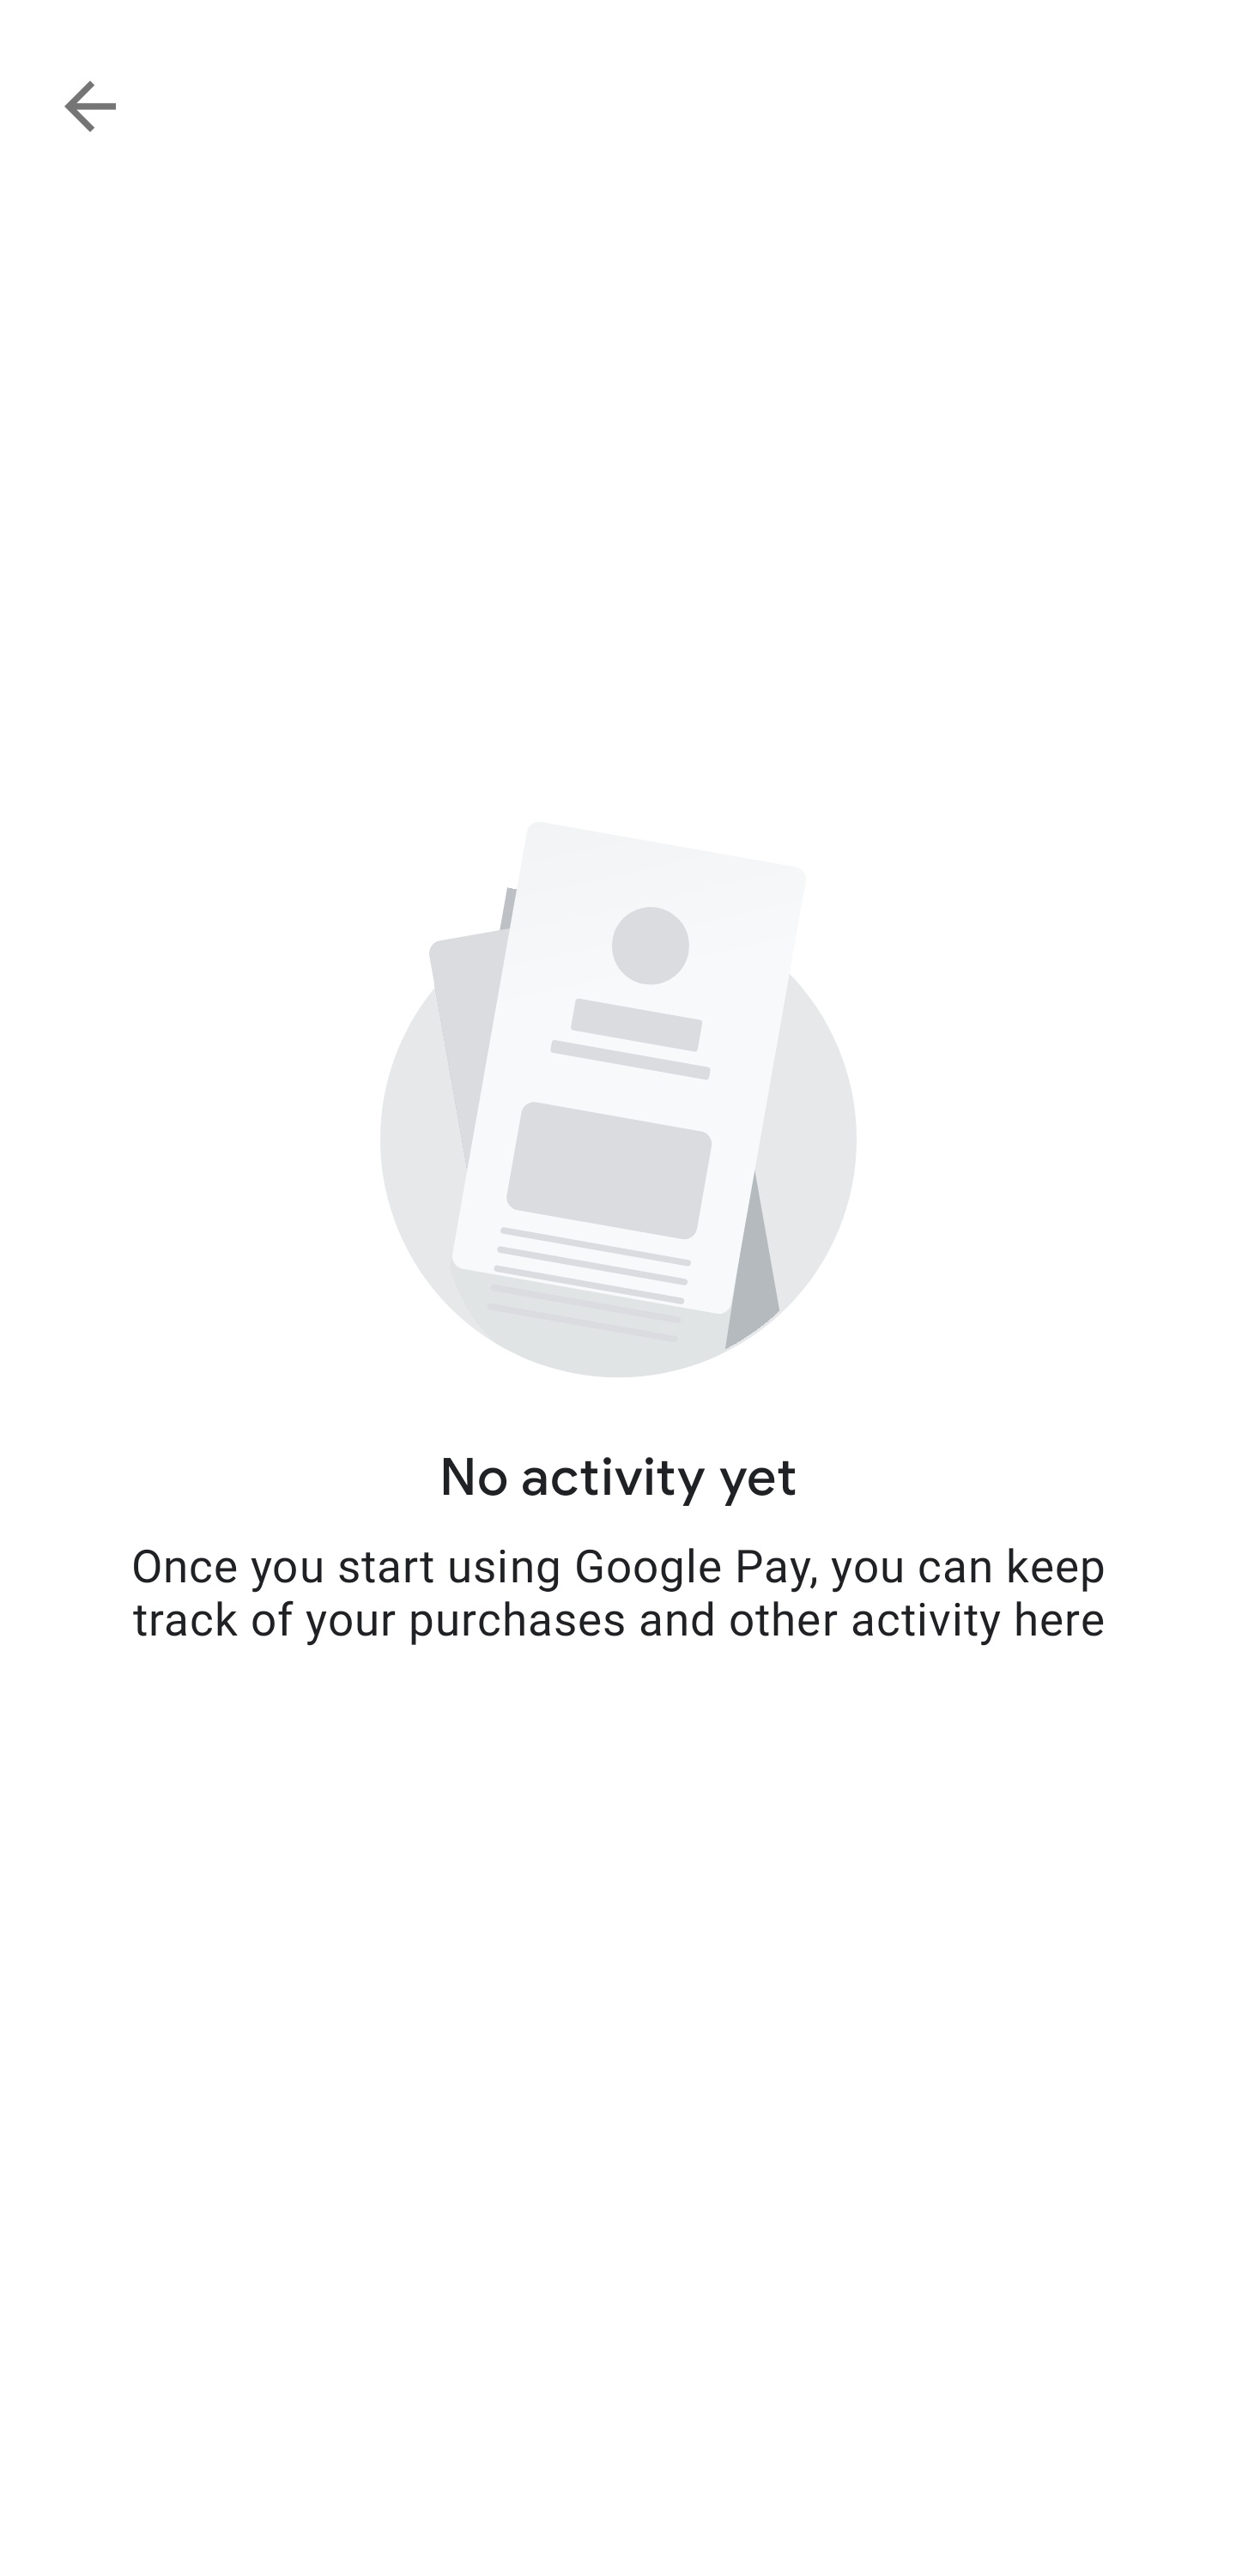 No activity yet
Once you start using Google Pay, you can keep
track of your purchases and other activity here